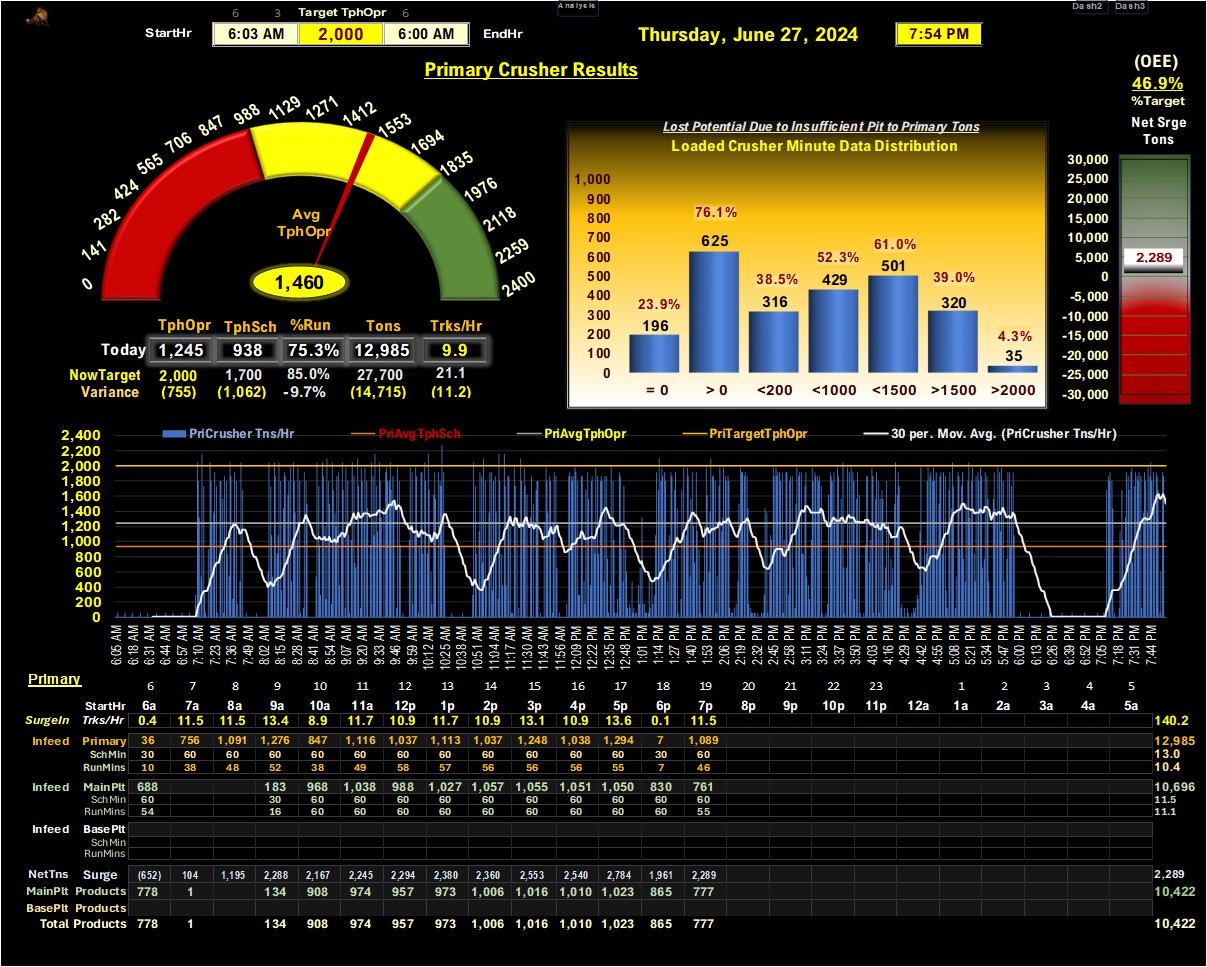 Analysis
Dash2 Dash3
6 3 Target TphOpr 6
StartHr 6:03 AM 2,000 6:00 AM EndHr Thursday, June 27, 2024 7:54 PM
Primary Crusher Results
(OEE)
46.9%
%Target
Net Srge
Tons
0 141 282 424 565 706 847 988 1129 1271 1412 1553 1694 1835 1976 2118 2259 2400
Avg
TphOpr
1,460
Lost Potential Due to Insufficient Pit to Primary Tons
Loaded Crusher Minute Data Distribution
1,000
900
800
700
600
500
400
300
200
100
0
23.9% 76.1% 38.5% 52.3% 61.0% 39.0% 4.3%
196 625 316 429 501 320 35
= 0 > 0 <200 <1000 <1500 >1500 >2000
30,000
25,000
20,000
15,000
10,000
5,000
0
-5,000
-10,000
-15,000
-20,000
-25,000
-30,000
2,289
TphOpr TphSch %Run Tons Trks/Hr
Today 1,245 938 75.3% 12,985 9.9
NowTarget 2,000 1,700 85.0% 27,700 21.1
Variance (755) (1,062) -9.7% (14,715) (11.2)
PriCrusher Tns/Hr PriAvgTphSch PriAvgTphOpr PriTargetTphOpr 30 per. Mov. Avg. (PriCrusher Tns/Hr)
2,400
2,200
2,000
1,800
1,600
1,400
1,200
1,000
800
600
400
200
0
6:05 AM 6:18 AM 6:31 AM 6:44 AM 6:57 AM 7:10 AM 7:23 AM 7:36 AM 7:49 AM 8:02 AM 8:15 AM 8:28 AM 8:41 AM 8:54 AM 9:07 AM 9:20 AM 9:33 AM 9:46 AM 9:59 AM 10:12 AM 10:25 AM 10:38 AM 10:51 AM 11:04 AM 11:17 AM 11:30 AM 11:43 AM 11:56 AM 12:09 PM 12:22 PM 12:35 PM 12:48 PM 1:01 PM 1:14 PM 1:27 PM 1:40 PM 1:53 PM 2:06 PM 2:19 PM 2:32 PM 2:45 PM 2:58 PM 3:11 PM 3:24 PM 3:37 PM 3:50 PM 4:03 PM 4:16 PM 4:29 PM 4:42 PM 4:55 PM 5:08 PM 5:21 PM 5:34 PM 5:47 PM 6:00 PM 6:13 PM 6:26 PM 6:39 PM 6:52 PM 7:05 PM 7:18 PM 7:31 PM 7:44 PM
Primary
6 7 8 9 10 11 12 13 14 15 16 17 18 19 20 21 22 23 1 2 3 4 5
StartHr 6a 7a 8a 9a 10a 11a 12a 1p 2p 3p 4p 5p 6p 7p 8p 9p 10p 11p 12a 1a 2a 3a 4a 5a
SurgeIn Trks/Hr 0.4 11.5 11.5 13.4 8.9 11.7 10.9 11.7 10.9 13.1 10.9 13.6 0.1 11.5 140.2
Infeed Primary 36 756 1,091 1,276 847 1,116 1,037 1,113 1,037 1,248 1,038 1,294 7 1,089 12,985
SchMin 30 60 60 60 60 60 60 60 60 60 60 60 30 60 13.0
RunMins 10 38 48 52 38 49 58 57 56 56 56 55 7 46 10.4
Infeed MainPlt 688 183 968 1,038 988 1,027 1,057 1,055 1,051 1,050 830 761 10,696
SchMin 60 30 60 60 60 60 60 60 60 60 60 60 11.5
RunMins 54 16 60 60 60 60 60 60 60 60 60 55 11.1
Infeed BasePlt
SchMin
RunMins
NetTns Surge (652) 104 1,195 2,288 2,167 2,245 2,294 2,380 2,360 2,553 2,540 2,784 1,961 2,289 2,289
MainPlt Products 778 1 134 908 974 957 973 1,006 1,016 1,010 1,023 865 777 10,422
BasePlt Products
Total Products 778 1 134 908 974 957 973 1,006 1,016 1,010 1,023 865 777 10,422